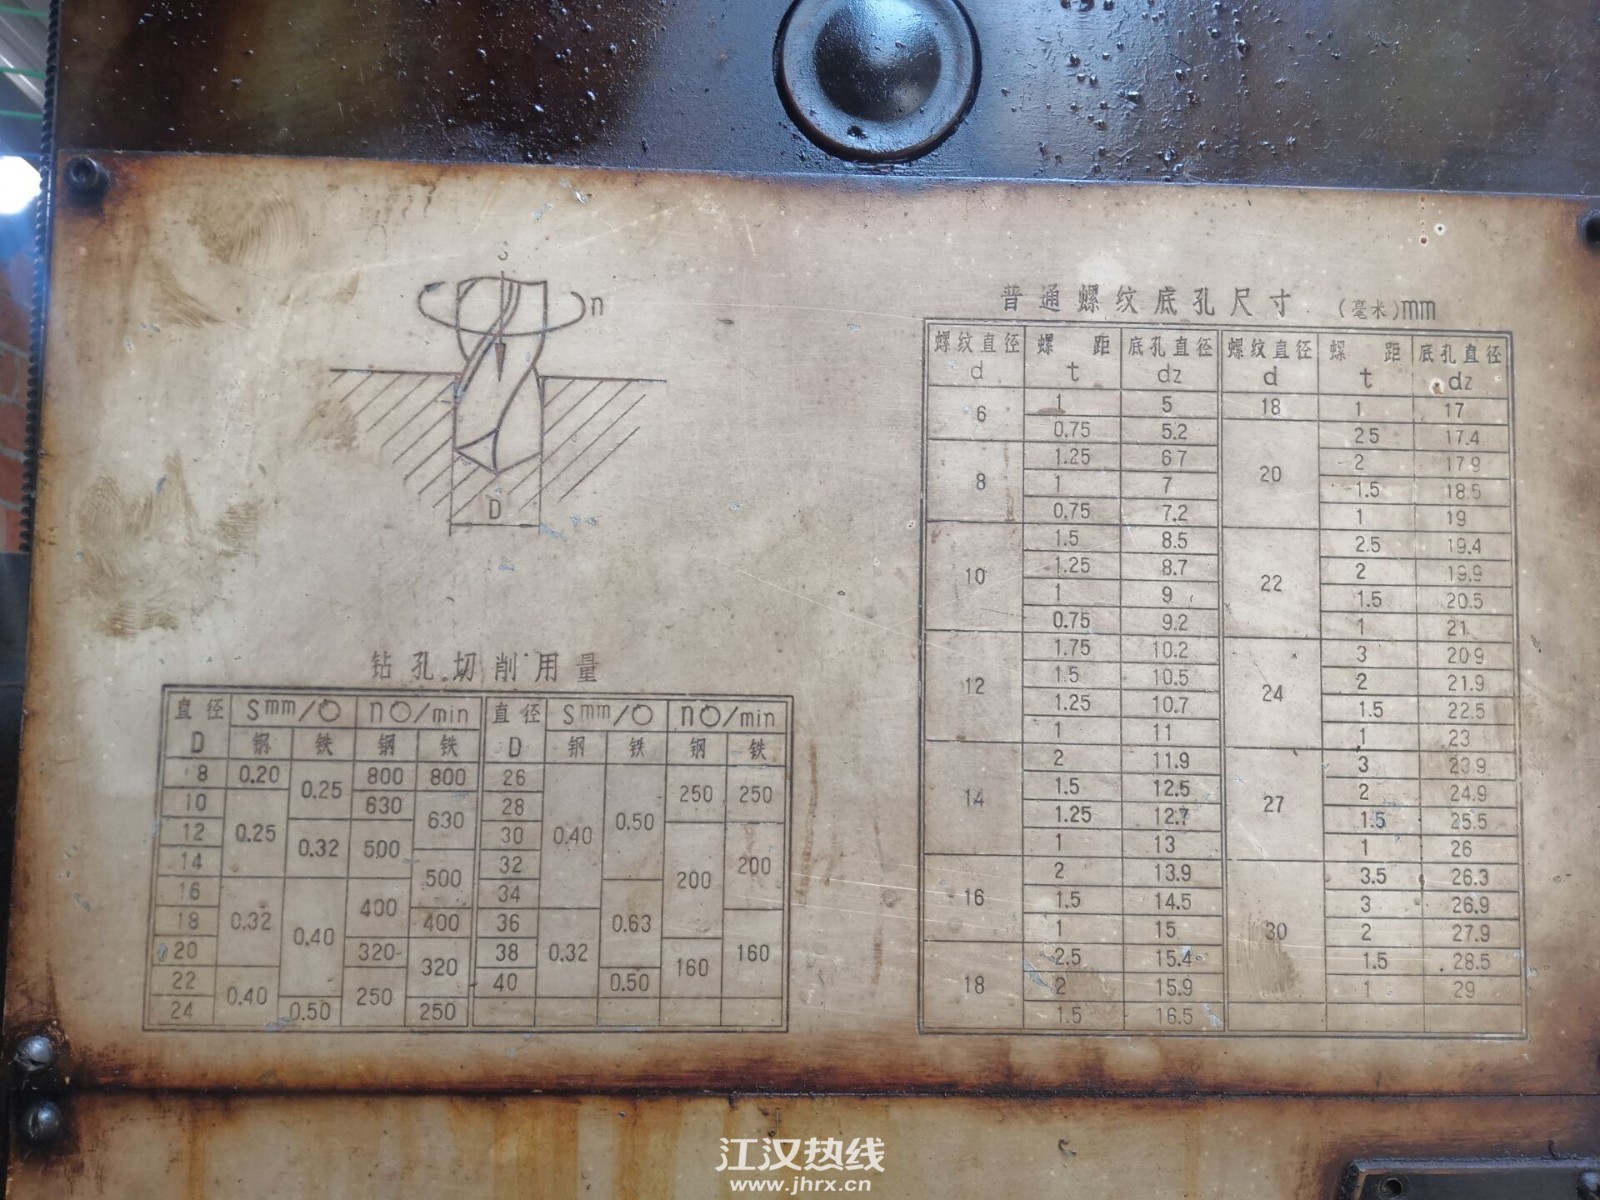 S
n
D
普通螺纹底孔尺寸 (毫米)mm
螺纹直径 d 螺距 t 底孔直径 dz 螺纹直径 d 螺距 t 底孔直径 dz
6 1 5 18 1 17
0.75 5.2 20 2.5 17.4
8 1.25 6.7 2 17.9
1 7 1.5 18.5
0.75 7.2 1 19
10 1.5 8.5 22 2.5 19.4
1.25 8.7 2 19.9
1 9 1.5 20.5
0.75 9.2 1 21
12 1.75 10.2 24 3 20.9
1.5 10.5 2 21.9
1.25 10.7 1.5 22.5
1 11 1 23
14 2 11.9 27 3 23.9
1.5 12.5 2 24.9
1.25 12.7 1.5 25.5
1 13 1 26
16 2 13.9 30 3.5 26.3
1.5 14.5 3 26.9
1 15 2 27.9
18 2.5 15.4 1.5 28.5
2 15.9 1 29
1.5 16.5
钻孔切削用量
直径 D Smm/ n /min 直径 D Smm/ n /min
钢 铁 钢 铁 钢 铁 钢 铁
8 0.20 0.25 800 800 26 0.40 0.50 250 250
10 0.25 630 630 28
12 0.32 500 30 200 200
14 500 32
16 0.32 0.40 400 34 0.63
18 400 36 0.32 160
20 320 320 38 160
22 0.40 250 40 0.50
24 0.50 250
江汉热线
www.jhrx.cn